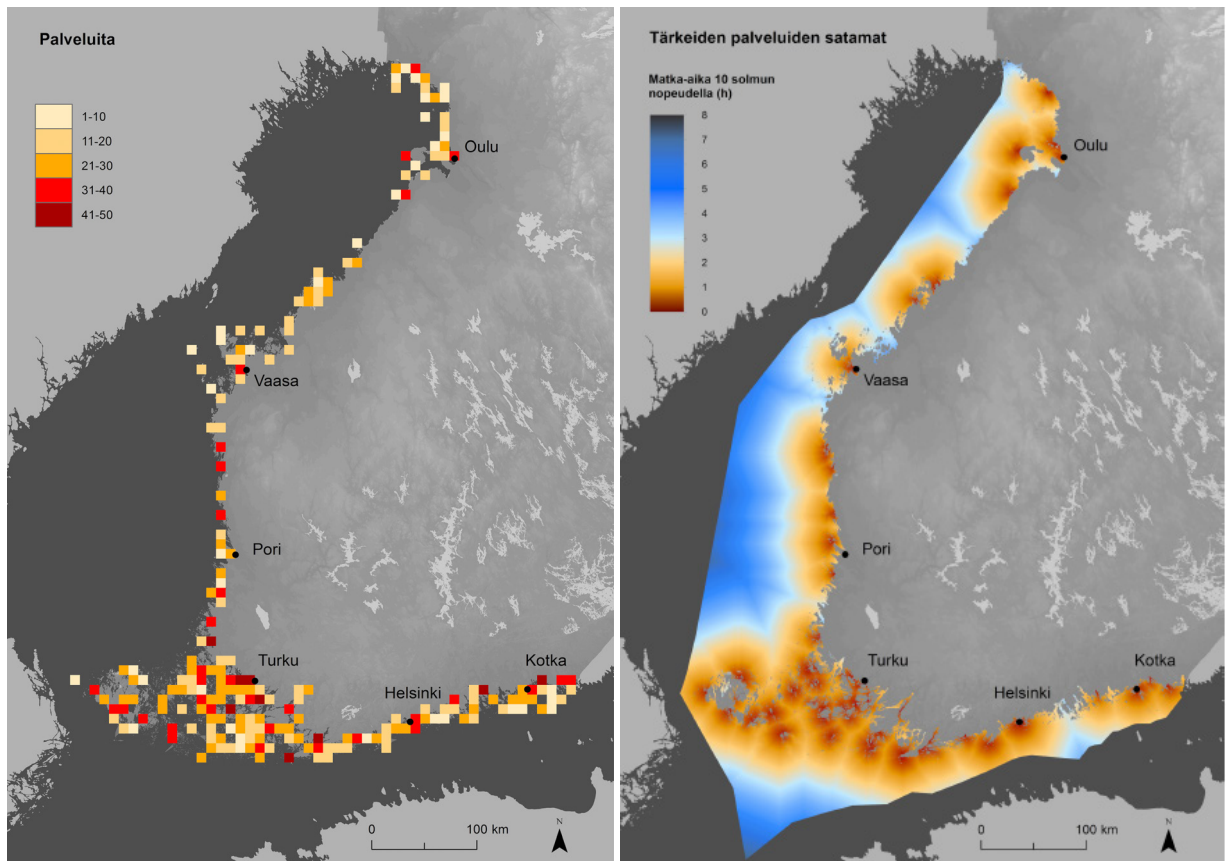 Palveluita
1-10
11-20
21-30
31-40
41-50
Oulu
Vaasa
Pori
Turku
Helsinki
Kotka
0
100 km
N
Tärkeiden palveluiden satamat
Matka-aika 10 solmun
nopeudella (h)
8
7
6
5
4
3
2
1
0
Oulu
Vaasa
Pori
Turku
Helsinki
Kotka
0
100 km
N